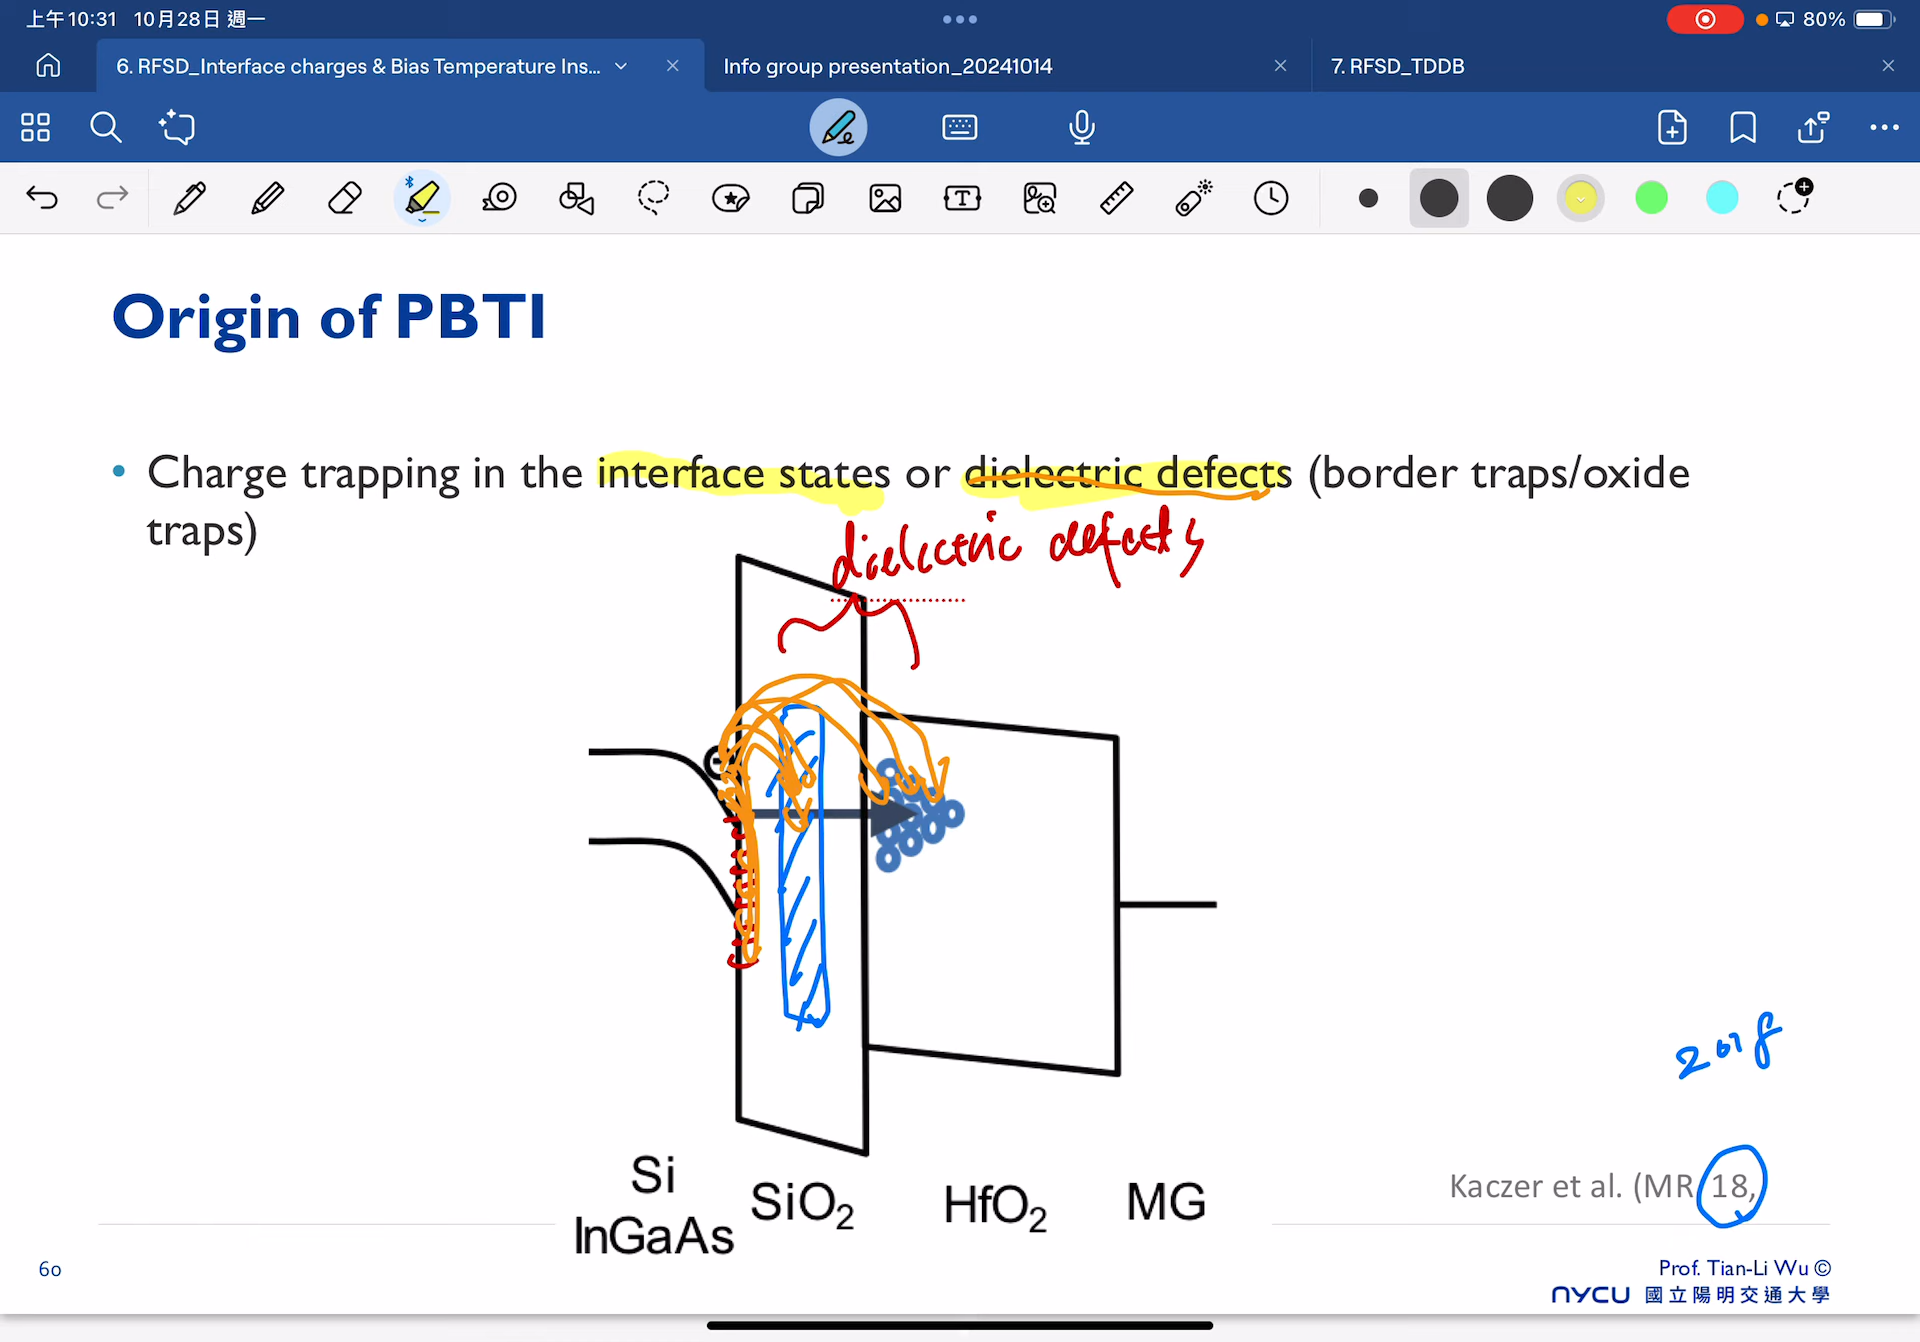 上午10:31 10月28日 週一
80%
6. RFSD_Interface charges & Bias Temperature Ins...
Info group presentation_20241014
7. RFSD_TDDB
Origin of PBTI
• Charge trapping in the interface states or dielectric defects (border traps/oxide
traps)
dielectric defects
2018
Si
InGaAs
SiO₂
HfO₂
MG
Kaczer et al. (MR 18,
60
Prof. Tian-Li Wu ©
NYCU 國立陽明交通大學